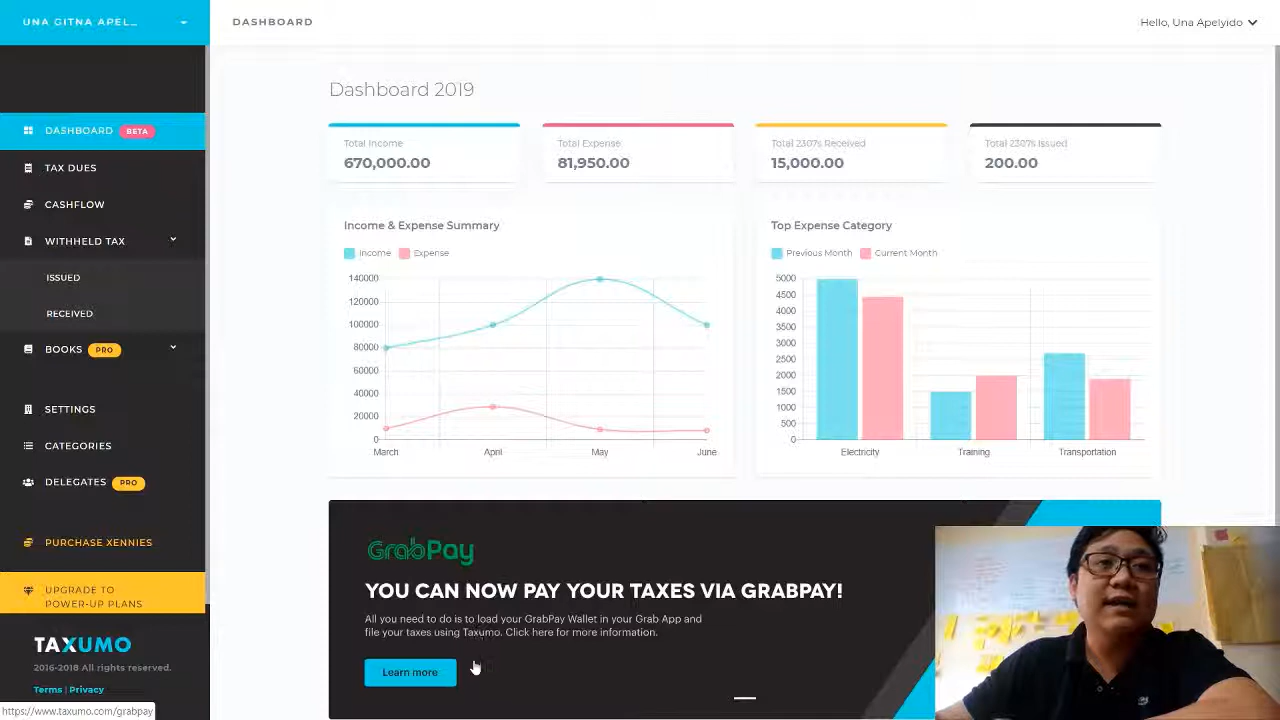 UNA GITNA APEL_
DASHBOARD
Hello, Una Apelyido
DASHBOARD BETA
TAX DUES
CASHFLOW
WITHHELD TAX
ISSUED
RECEIVED
BOOKS PRO
SETTINGS
CATEGORIES
DELEGATES PRO
PURCHASE XENNIES
UPGRADE TO
POWER-UP PLANS
TAXUMO
2016-2018 All rights reserved.
Terms | Privacy
https://www.taxumo.com/grabpay
Dashboard 2019
Total Income
670,000.00
Total Expense
81,950.00
Total 2307s Received
15,000.00
Total 2307s Issued
200.00
Income & Expense Summary
Income Expense
140000
120000
100000
80000
60000
40000
20000
0
March April May June
Top Expense Category
Previous Month Current Month
5000
4500
4000
3500
3000
2500
2000
1500
1000
500
0
Electricity Training Transportation
GrabPay
YOU CAN NOW PAY YOUR TAXES VIA GRABPAY!
All you need to do is to load your GrabPay Wallet in your Grab App and
file your taxes using Taxumo. Click here for more information.
Learn more